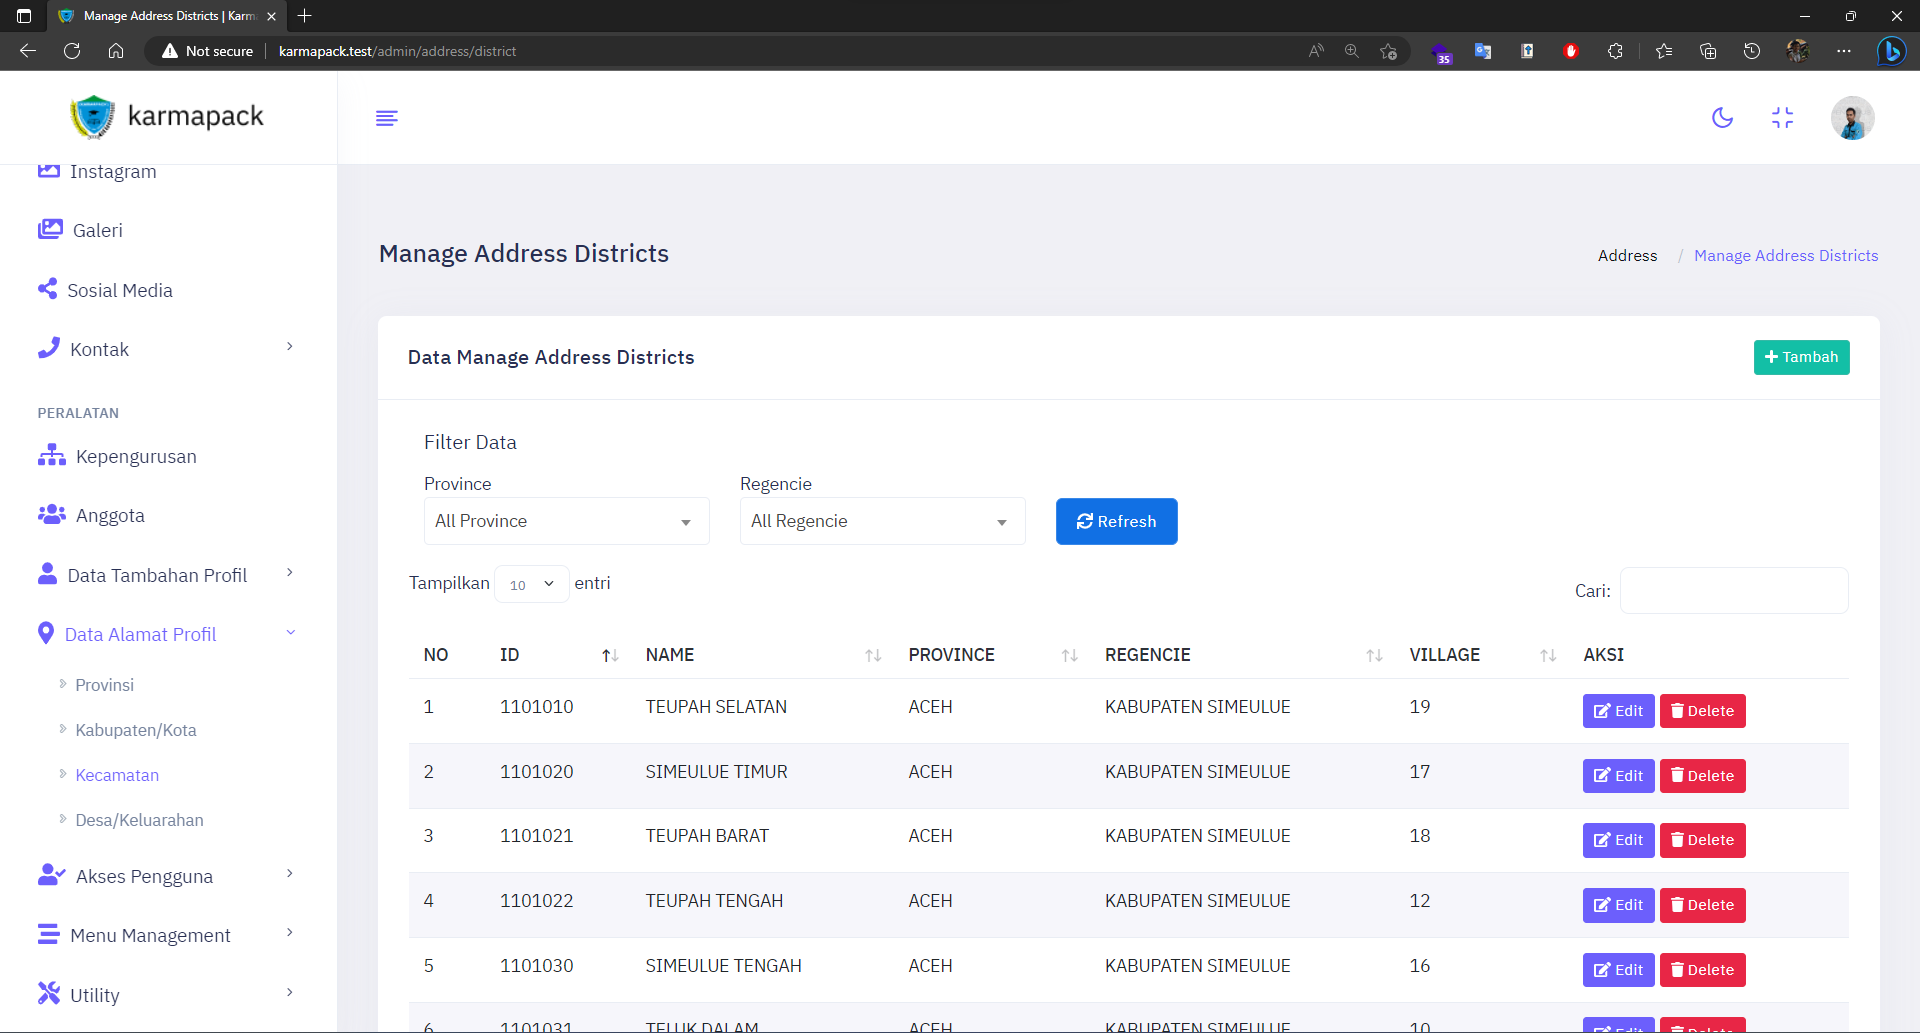 Manage Address Districts | Karm
Not secure
karmapack.test/admin/address/district
35
karmapack
Instagram
Galeri
Sosial Media
Kontak
PERALATAN
Kepengurusan
Anggota
Data Tambahan Profil
Data Alamat Profil
Provinsi
Kabupaten/Kota
Kecamatan
Desa/Keluarahan
Akses Pengguna
Menu Management
Utility
Manage Address Districts
Address / Manage Address Districts
Data Manage Address Districts
Tambah
Filter Data
Province Regencie
All Province All Regencie Refresh
Tampilkan 10 entri
Cari:
NO ID NAME PROVINCE REGENCIE VILLAGE AKSI
1 1101010 TEUPAH SELATAN ACEH KABUPATEN SIMEULUE 19 Edit Delete
2 1101020 SIMEULUE TIMUR ACEH KABUPATEN SIMEULUE 17 Edit Delete
3 1101021 TEUPAH BARAT ACEH KABUPATEN SIMEULUE 18 Edit Delete
4 1101022 TEUPAH TENGAH ACEH KABUPATEN SIMEULUE 12 Edit Delete
5 1101030 SIMEULUE TENGAH ACEH KABUPATEN SIMEULUE 16 Edit Delete
6 1101031 TELUK DALAM ACEH KABUPATEN SIMEULUE 10 Edit Delete